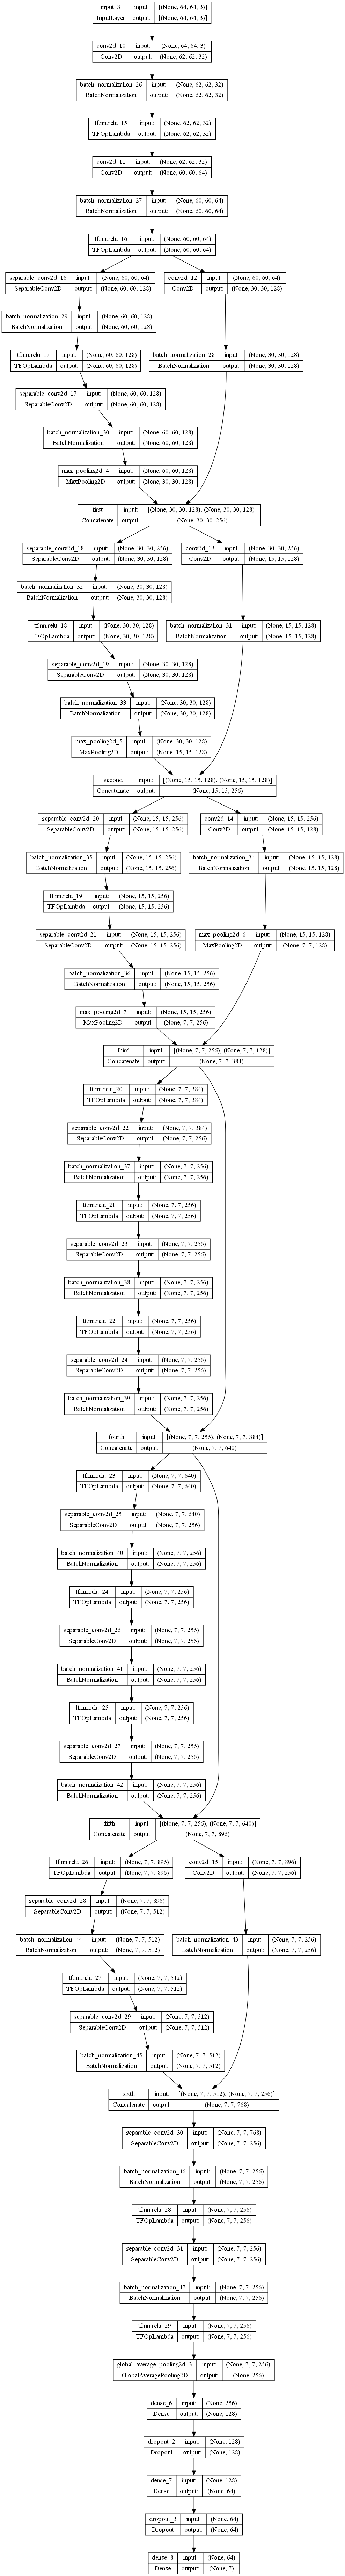 input_3 input: [(None, 64, 64, 3)]
InputLayer output: [(None, 64, 64, 3)]
conv2d_10 input: (None, 64, 64, 3)
Conv2D output: (None, 62, 62, 32)
batch_normalization_26 input: (None, 62, 62, 32)
BatchNormalization output: (None, 62, 62, 32)
tf.nn.relu_15 input: (None, 62, 62, 32)
TFOpLambda output: (None, 62, 62, 32)
conv2d_11 input: (None, 62, 62, 32)
Conv2D output: (None, 60, 60, 64)
batch_normalization_27 input: (None, 60, 60, 64)
BatchNormalization output: (None, 60, 60, 64)
tf.nn.relu_16 input: (None, 60, 60, 64)
TFOpLambda output: (None, 60, 60, 64)
separable_conv2d_16 input: (None, 60, 60, 64) conv2d_12 input: (None, 60, 60, 64)
SeparableConv2D output: (None, 60, 60, 128) Conv2D output: (None, 30, 30, 128)
batch_normalization_29 input: (None, 60, 60, 128)
BatchNormalization output: (None, 60, 60, 128)
tf.nn.relu_17 input: (None, 60, 60, 128) batch_normalization_28 input: (None, 30, 30, 128)
TFOpLambda output: (None, 60, 60, 128) BatchNormalization output: (None, 30, 30, 128)
separable_conv2d_17 input: (None, 60, 60, 128)
SeparableConv2D output: (None, 60, 60, 128)
batch_normalization_30 input: (None, 60, 60, 128)
BatchNormalization output: (None, 60, 60, 128)
max_pooling2d_4 input: (None, 60, 60, 128)
MaxPooling2D output: (None, 30, 30, 128)
first input: [(None, 30, 30, 128), (None, 30, 30, 128)]
Concatenate output: (None, 30, 30, 256)
separable_conv2d_18 input: (None, 30, 30, 256) conv2d_13 input: (None, 30, 30, 256)
SeparableConv2D output: (None, 30, 30, 128) Conv2D output: (None, 15, 15, 128)
batch_normalization_32 input: (None, 30, 30, 128)
BatchNormalization output: (None, 30, 30, 128)
tf.nn.relu_18 input: (None, 30, 30, 128) batch_normalization_31 input: (None, 15, 15, 128)
TFOpLambda output: (None, 30, 30, 128) BatchNormalization output: (None, 15, 15, 128)
separable_conv2d_19 input: (None, 30, 30, 128)
SeparableConv2D output: (None, 30, 30, 128)
batch_normalization_33 input: (None, 30, 30, 128)
BatchNormalization output: (None, 30, 30, 128)
max_pooling2d_5 input: (None, 30, 30, 128)
MaxPooling2D output: (None, 15, 15, 128)
second input: [(None, 15, 15, 128), (None, 15, 15, 128)]
Concatenate output: (None, 15, 15, 256)
separable_conv2d_20 input: (None, 15, 15, 256) conv2d_14 input: (None, 15, 15, 256)
SeparableConv2D output: (None, 15, 15, 256) Conv2D output: (None, 15, 15, 128)
batch_normalization_35 input: (None, 15, 15, 256) batch_normalization_34 input: (None, 15, 15, 128)
BatchNormalization output: (None, 15, 15, 256) BatchNormalization output: (None, 15, 15, 128)
tf.nn.relu_19 input: (None, 15, 15, 256)
TFOpLambda output: (None, 15, 15, 256)
separable_conv2d_21 input: (None, 15, 15, 256) max_pooling2d_6 input: (None, 15, 15, 128)
SeparableConv2D output: (None, 15, 15, 256) MaxPooling2D output: (None, 7, 7, 128)
batch_normalization_36 input: (None, 15, 15, 256)
BatchNormalization output: (None, 15, 15, 256)
max_pooling2d_7 input: (None, 15, 15, 256)
MaxPooling2D output: (None, 7, 7, 256)
third input: [(None, 7, 7, 256), (None, 7, 7, 128)]
Concatenate output: (None, 7, 7, 384)
tf.nn.relu_20 input: (None, 7, 7, 384)
TFOpLambda output: (None, 7, 7, 384)
separable_conv2d_22 input: (None, 7, 7, 384)
SeparableConv2D output: (None, 7, 7, 256)
batch_normalization_37 input: (None, 7, 7, 256)
BatchNormalization output: (None, 7, 7, 256)
tf.nn.relu_21 input: (None, 7, 7, 256)
TFOpLambda output: (None, 7, 7, 256)
separable_conv2d_23 input: (None, 7, 7, 256)
SeparableConv2D output: (None, 7, 7, 256)
batch_normalization_38 input: (None, 7, 7, 256)
BatchNormalization output: (None, 7, 7, 256)
tf.nn.relu_22 input: (None, 7, 7, 256)
TFOpLambda output: (None, 7, 7, 256)
separable_conv2d_24 input: (None, 7, 7, 256)
SeparableConv2D output: (None, 7, 7, 256)
batch_normalization_39 input: (None, 7, 7, 256)
BatchNormalization output: (None, 7, 7, 256)
fourth input: [(None, 7, 7, 256), (None, 7, 7, 384)]
Concatenate output: (None, 7, 7, 640)
tf.nn.relu_23 input: (None, 7, 7, 640)
TFOpLambda output: (None, 7, 7, 640)
separable_conv2d_25 input: (None, 7, 7, 640)
SeparableConv2D output: (None, 7, 7, 256)
batch_normalization_40 input: (None, 7, 7, 256)
BatchNormalization output: (None, 7, 7, 256)
tf.nn.relu_24 input: (None, 7, 7, 256)
TFOpLambda output: (None, 7, 7, 256)
separable_conv2d_26 input: (None, 7, 7, 256)
SeparableConv2D output: (None, 7, 7, 256)
batch_normalization_41 input: (None, 7, 7, 256)
BatchNormalization output: (None, 7, 7, 256)
tf.nn.relu_25 input: (None, 7, 7, 256)
TFOpLambda output: (None, 7, 7, 256)
separable_conv2d_27 input: (None, 7, 7, 256)
SeparableConv2D output: (None, 7, 7, 256)
batch_normalization_42 input: (None, 7, 7, 256)
BatchNormalization output: (None, 7, 7, 256)
fifth input: [(None, 7, 7, 256), (None, 7, 7, 640)]
Concatenate output: (None, 7, 7, 896)
tf.nn.relu_26 input: (None, 7, 7, 896) conv2d_15 input: (None, 7, 7, 896)
TFOpLambda output: (None, 7, 7, 896) Conv2D output: (None, 7, 7, 256)
separable_conv2d_28 input: (None, 7, 7, 896)
SeparableConv2D output: (None, 7, 7, 512)
batch_normalization_44 input: (None, 7, 7, 512) batch_normalization_43 input: (None, 7, 7, 256)
BatchNormalization output: (None, 7, 7, 512) BatchNormalization output: (None, 7, 7, 256)
tf.nn.relu_27 input: (None, 7, 7, 512)
TFOpLambda output: (None, 7, 7, 512)
separable_conv2d_29 input: (None, 7, 7, 512)
SeparableConv2D output: (None, 7, 7, 512)
batch_normalization_45 input: (None, 7, 7, 512)
BatchNormalization output: (None, 7, 7, 512)
sixth input: [(None, 7, 7, 512), (None, 7, 7, 256)]
Concatenate output: (None, 7, 7, 768)
separable_conv2d_30 input: (None, 7, 7, 768)
SeparableConv2D output: (None, 7, 7, 256)
batch_normalization_46 input: (None, 7, 7, 256)
BatchNormalization output: (None, 7, 7, 256)
tf.nn.relu_28 input: (None, 7, 7, 256)
TFOpLambda output: (None, 7, 7, 256)
separable_conv2d_31 input: (None, 7, 7, 256)
SeparableConv2D output: (None, 7, 7, 256)
batch_normalization_47 input: (None, 7, 7, 256)
BatchNormalization output: (None, 7, 7, 256)
tf.nn.relu_29 input: (None, 7, 7, 256)
TFOpLambda output: (None, 7, 7, 256)
global_average_pooling2d_3 input: (None, 7, 7, 256)
GlobalAveragePooling2D output: (None, 256)
dense_6 input: (None, 256)
Dense output: (None, 128)
dropout_2 input: (None, 128)
Dropout output: (None, 128)
dense_7 input: (None, 128)
Dense output: (None, 64)
dropout_3 input: (None, 64)
Dropout output: (None, 64)
dense_8 input: (None, 64)
Dense output: (None, 7)